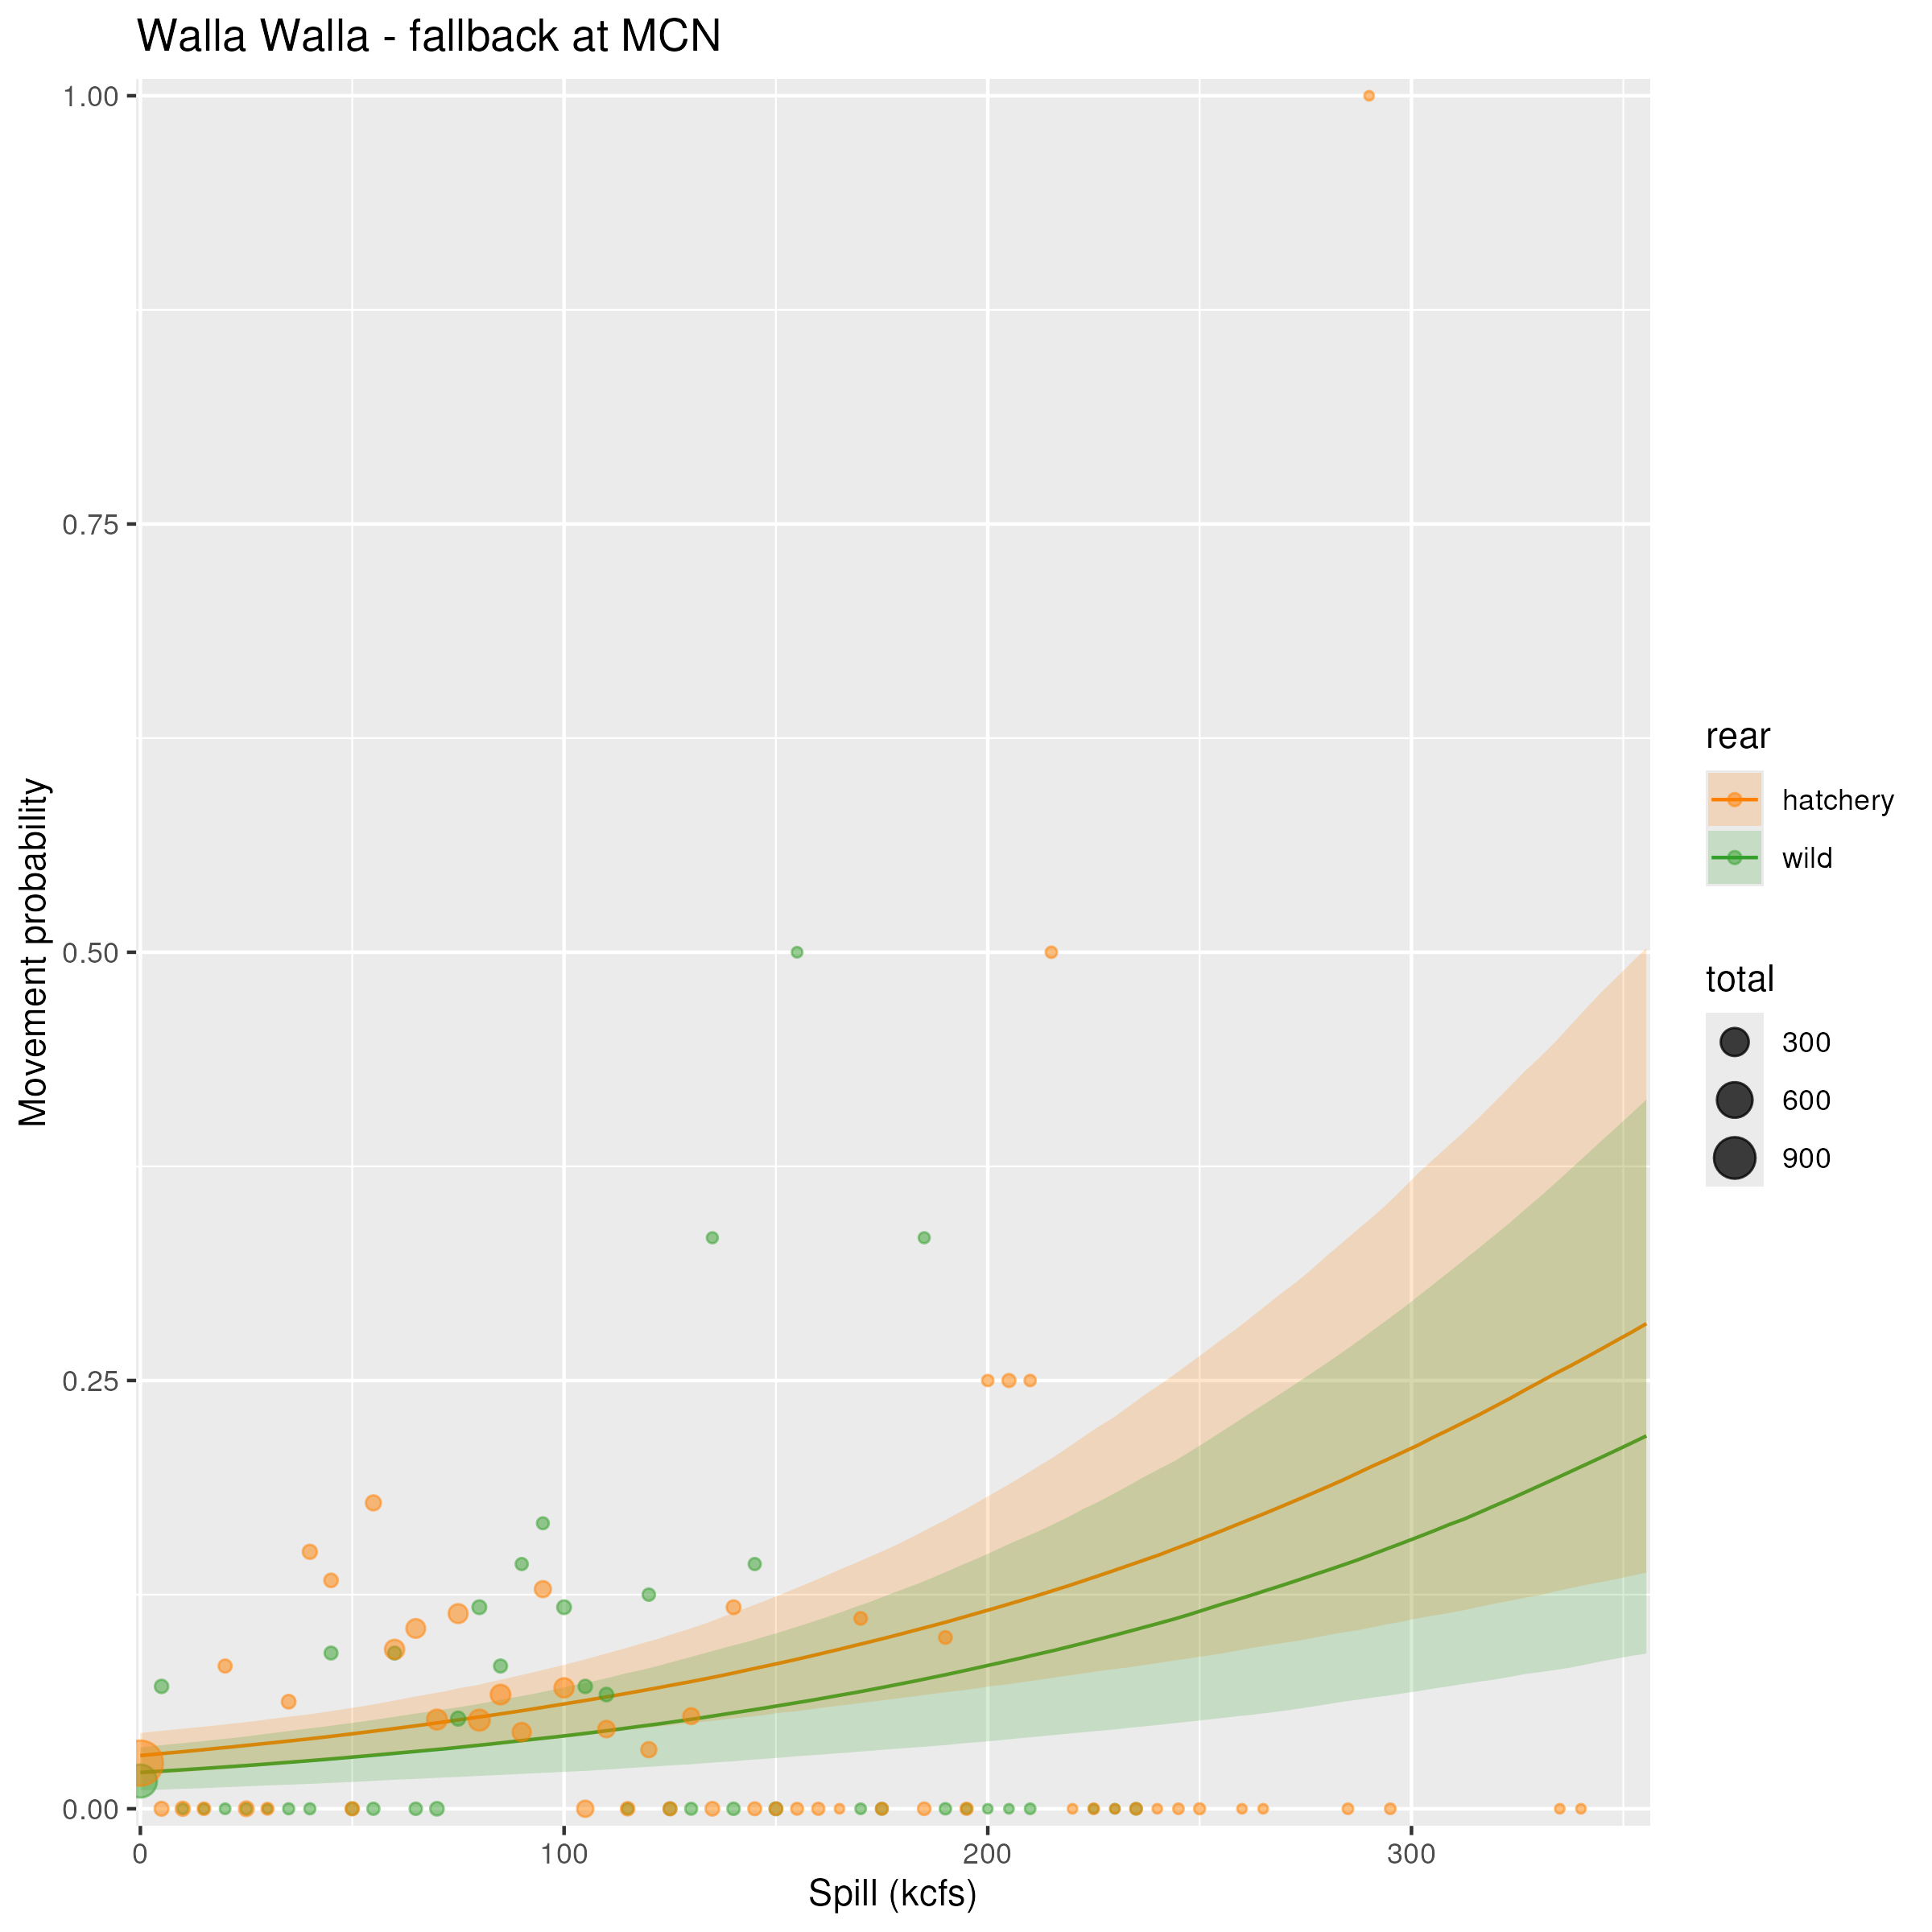 Walla Walla - fallback at MCN
1.00
0.75
0.50
0.25
0.00
Movement probability
0
100
200
300
Spill (kcfs)
rear
hatchery
wild
total
300
600
900